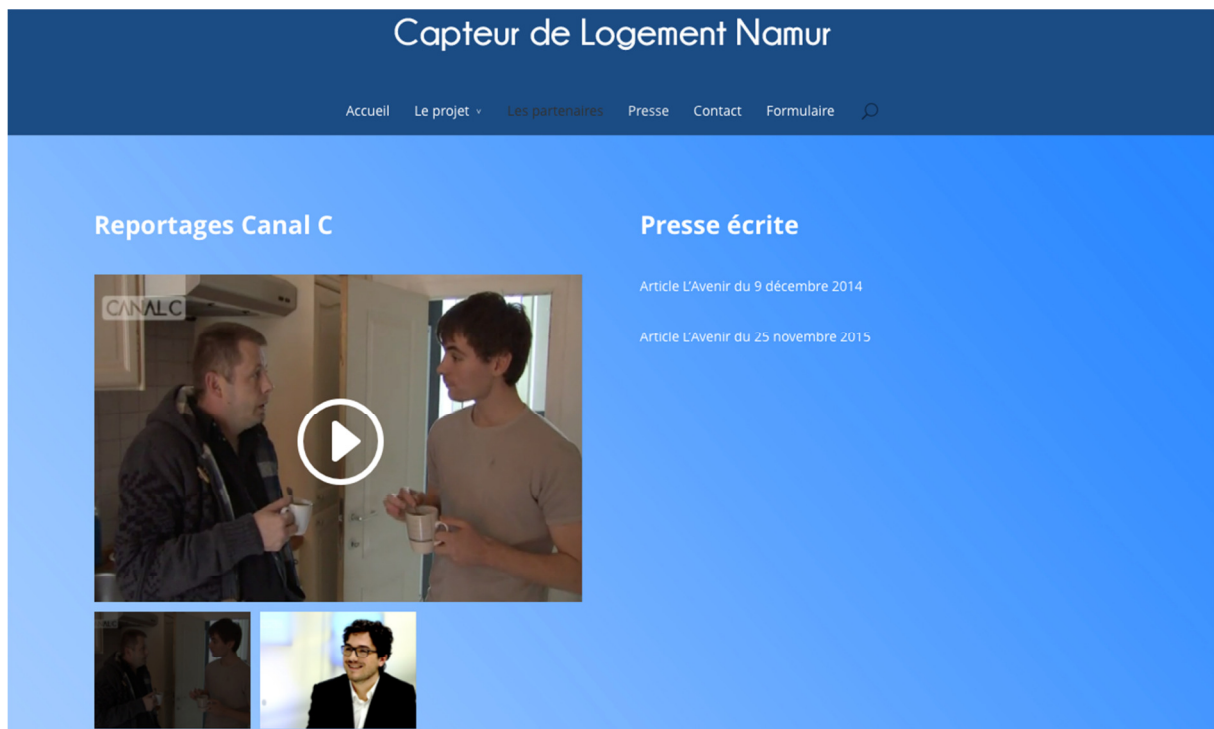 Capteur de Logement Namur
Accueil Le projet Les partenaires Presse Contact Formulaire
Reportages Canal C
CANAL C
Presse écrite
Article L'Avenir du 9 décembre 2014
Article L'Avenir du 25 novembre 2015